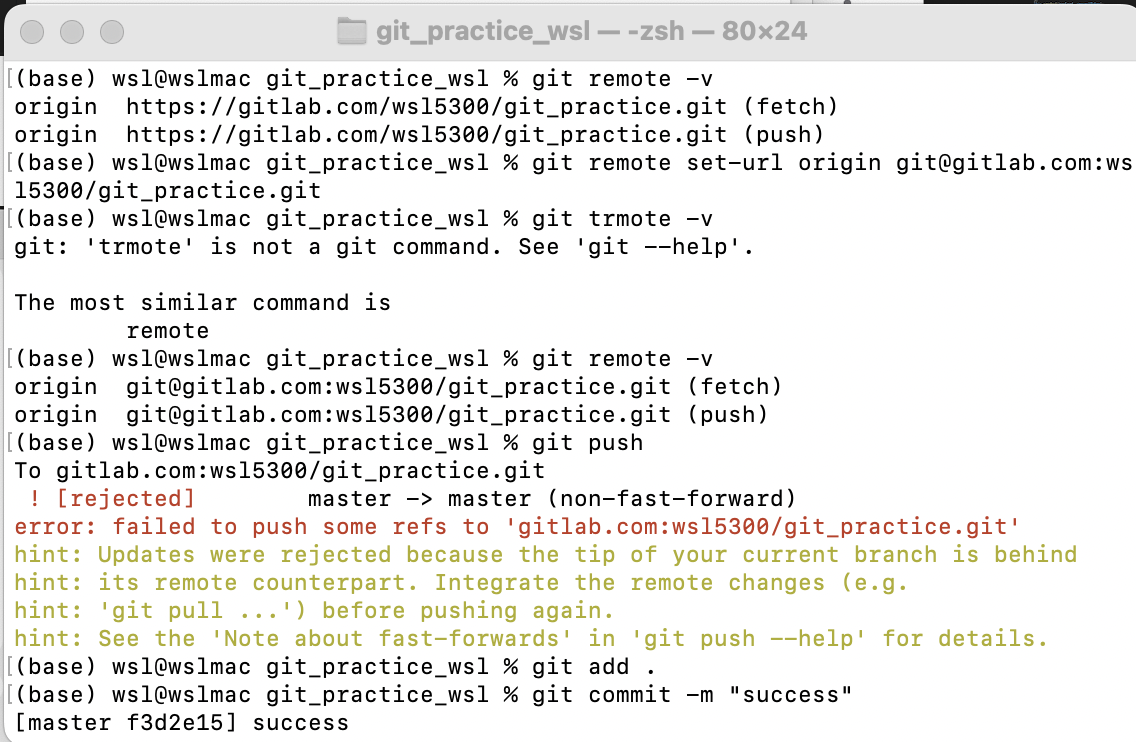 git_practice_wsl — -zsh — 80×24
[(base) wsl@wslmac git_practice_wsl % git remote -v
origin  https://gitlab.com/wsl5300/git_practice.git (fetch)
origin  https://gitlab.com/wsl5300/git_practice.git (push)
[(base) wsl@wslmac git_practice_wsl % git remote set-url origin git@gitlab.com:ws
l5300/git_practice.git
[(base) wsl@wslmac git_practice_wsl % git trmote -v
git: 'trmote' is not a git command. See 'git --help'.

The most similar command is
        remote
[(base) wsl@wslmac git_practice_wsl % git remote -v
origin  git@gitlab.com:wsl5300/git_practice.git (fetch)
origin  git@gitlab.com:wsl5300/git_practice.git (push)
[(base) wsl@wslmac git_practice_wsl % git push
To gitlab.com:wsl5300/git_practice.git
 ! [rejected]        master -> master (non-fast-forward)
error: failed to push some refs to 'gitlab.com:wsl5300/git_practice.git'
hint: Updates were rejected because the tip of your current branch is behind
hint: its remote counterpart. Integrate the remote changes (e.g.
hint: 'git pull ...') before pushing again.
hint: See the 'Note about fast-forwards' in 'git push --help' for details.
[(base) wsl@wslmac git_practice_wsl % git add .
[(base) wsl@wslmac git_practice_wsl % git commit -m "success"
[master f3d2e15] success